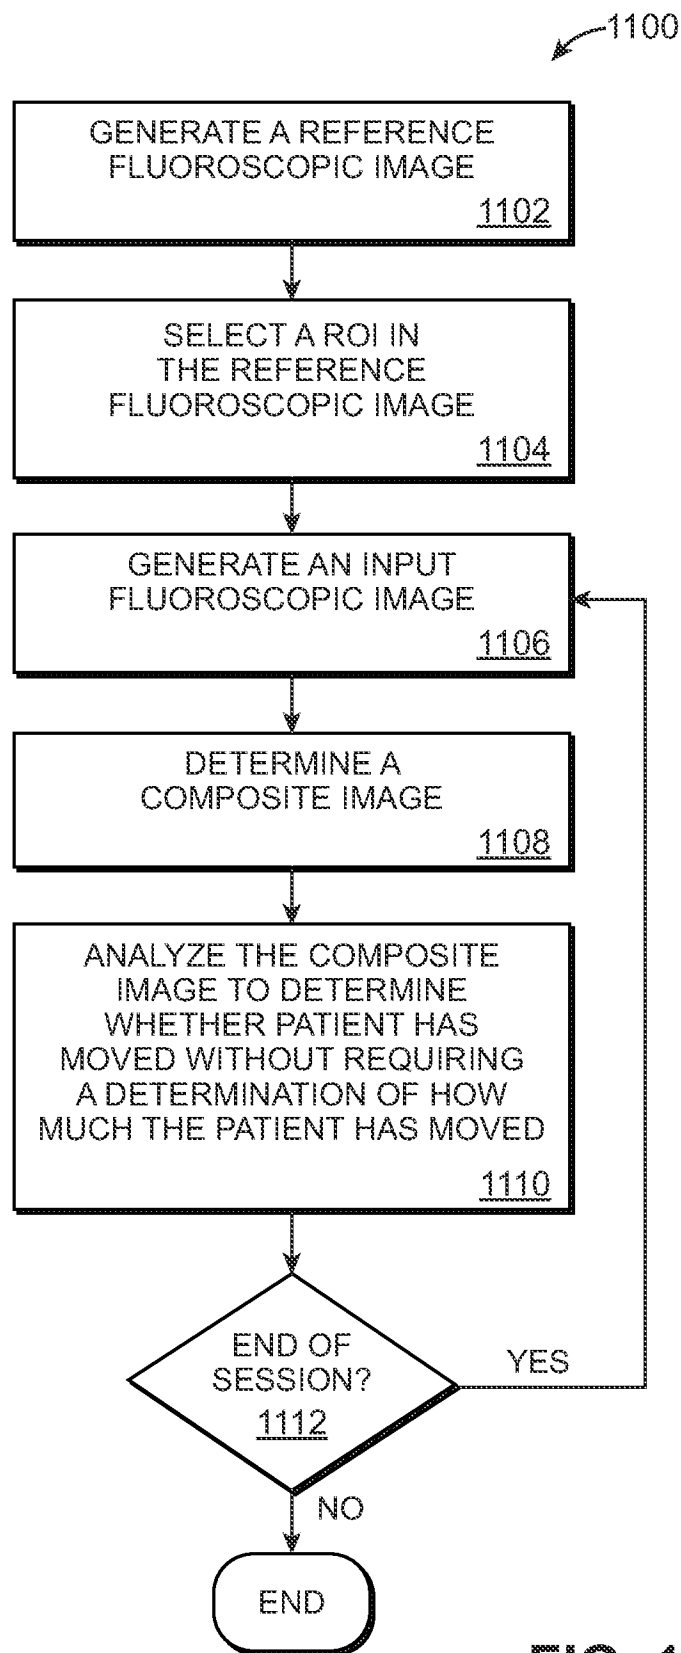 1100
GENERATE A REFERENCE
FLUOROSCOPIC IMAGE
1102
SELECT A ROI IN
THE REFERENCE
FLUOROSCOPIC IMAGE
1104
GENERATE AN INPUT
FLUOROSCOPIC IMAGE
1106
DETERMINE A
COMPOSITE IMAGE
1108
ANALYZE THE COMPOSITE
IMAGE TO DETERMINE
WHETHER PATIENT HAS
MOVED WITHOUT REQUIRING
A DETERMINATION OF HOW
MUCH THE PATIENT HAS MOVED
1110
END OF
SESSION?
1112
YES
NO
END